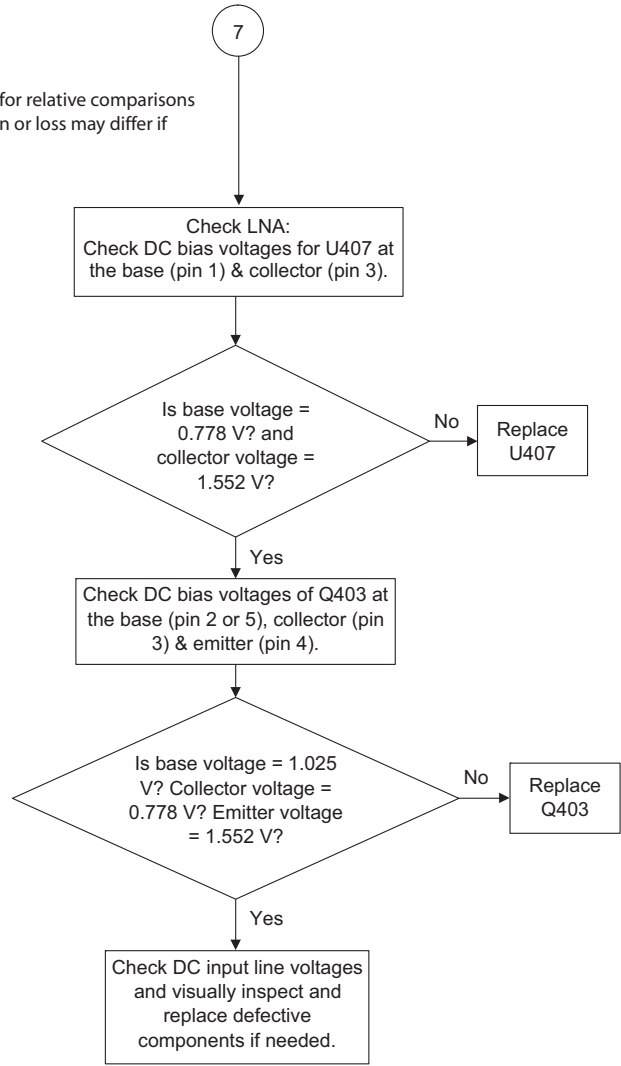 7
for relative comparisons
n or loss may differ if
Check LNA:
Check DC bias voltages for U407 at
the base (pin 1) & collector (pin 3).
Is base voltage =
0.778 V? and
collector voltage =
1.552 V?
No
Replace
U407
Yes
Check DC bias voltages of Q403 at
the base (pin 2 or 5), collector (pin
3) & emitter (pin 4).
Is base voltage = 1.025
V? Collector voltage =
0.778 V? Emitter voltage
= 1.552 V?
No
Replace
Q403
Yes
Check DC input line voltages
and visually inspect and
replace defective
components if needed.